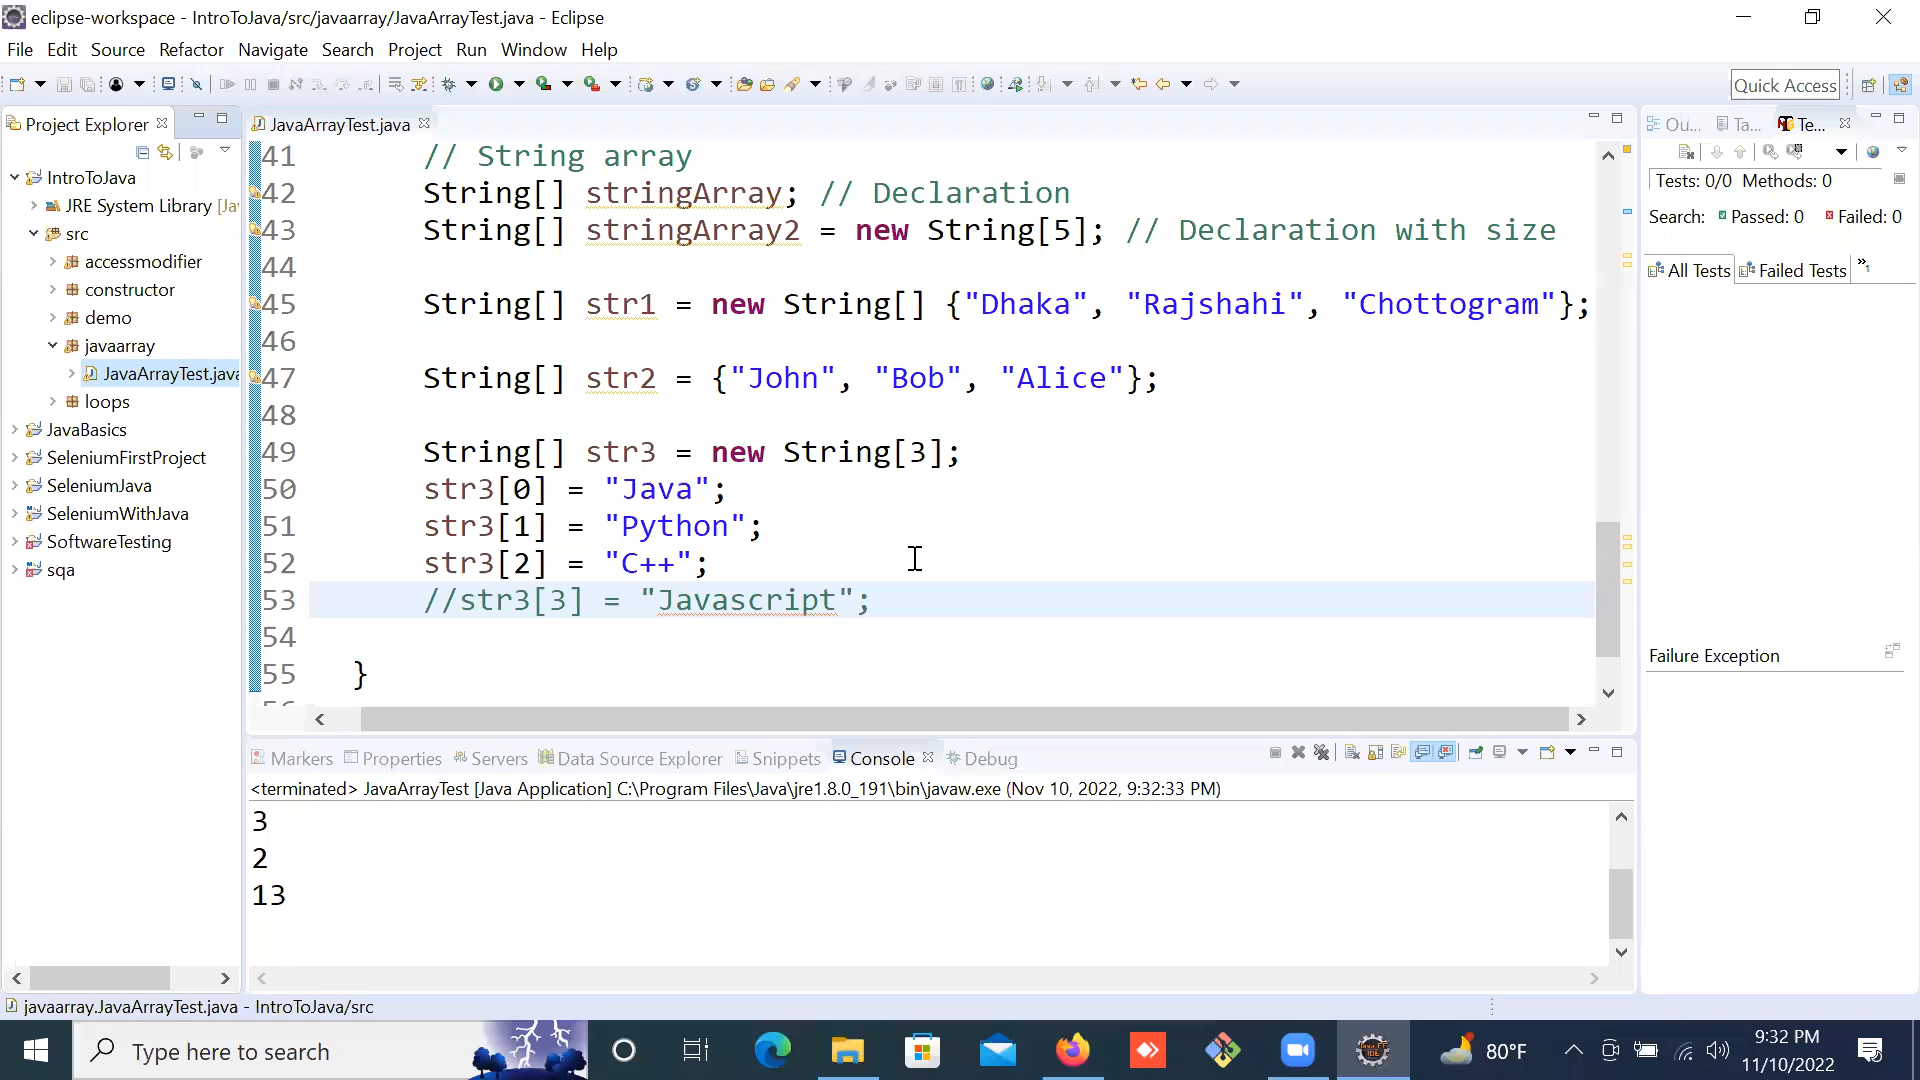 eclipse-workspace - IntroToJava/src/javaarray/JavaArrayTest.java - Eclipse
File Edit Source Refactor Navigate Search Project Run Window Help
Quick Access
Project Explorer
IntroToJava
JRE System Library [Ja
src
accessmodifier
constructor
demo
javaarray
JavaArrayTest.java
loops
JavaBasics
SeleniumFirstProject
SeleniumJava
SeleniumWithJava
SoftwareTesting
sqa
JavaArrayTest.java
41 // String array
42 String[] stringArray; // Declaration
43 String[] stringArray2 = new String[5]; // Declaration with size
44
45 String[] str1 = new String[] {"Dhaka", "Rajshahi", "Chottogram"};
46
47 String[] str2 = {"John", "Bob", "Alice"};
48
49 String[] str3 = new String[3];
50 str3[0] = "Java";
51 str3[1] = "Python";
52 str3[2] = "C++";
53 //str3[3] = "Javascript";
54
55 }
Ou... Ta... Te...
Tests: 0/0 Methods: 0
Search: Passed: 0 Failed: 0
All Tests Failed Tests »1
Failure Exception
Markers Properties Servers Data Source Explorer Snippets Console Debug
<terminated> JavaArrayTest [Java Application] C:\Program Files\Java\jre1.8.0_191\bin\javaw.exe (Nov 10, 2022, 9:32:33 PM)
3
2
13
javaarray.JavaArrayTest.java - IntroToJava/src
Type here to search
80°F
9:32 PM
11/10/2022